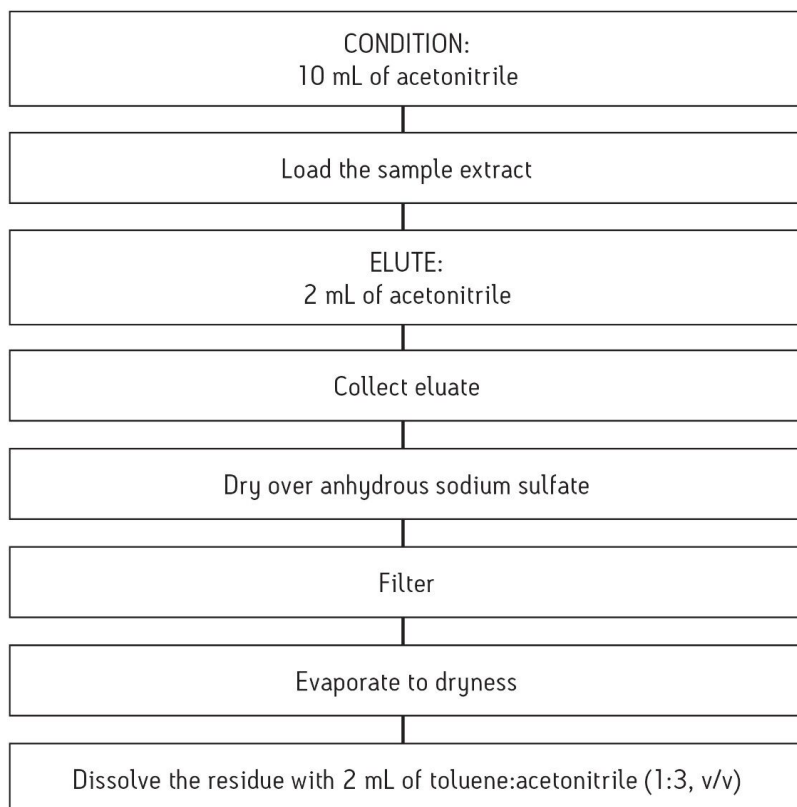 CONDITION:
10 mL of acetonitrile
Load the sample extract
ELUTE:
2 mL of acetonitrile
Collect eluate
Dry over anhydrous sodium sulfate
Filter
Evaporate to dryness
Dissolve the residue with 2 mL of toluene:acetonitrile (1:3, v/v)